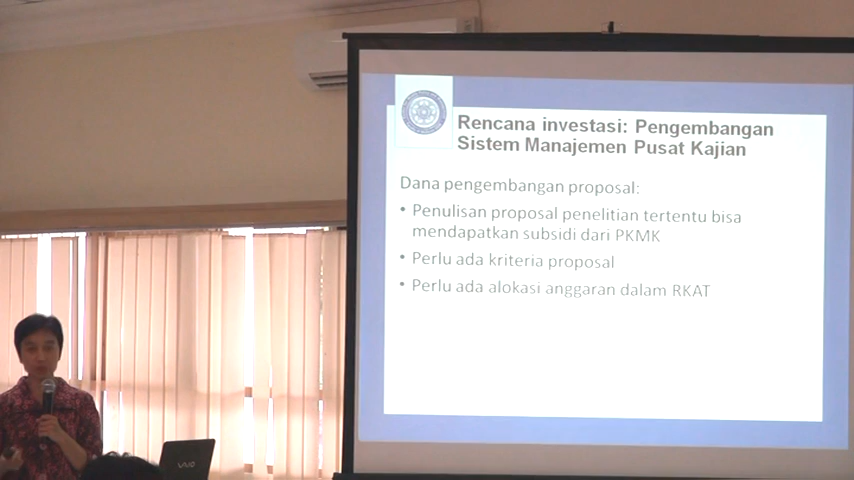 Rencana investasi: Pengembangan
Sistem Manajemen Pusat Kajian
Dana pengembangan proposal:
• Penulisan proposal penelitian tertentu bisa
mendapatkan subsidi dari PKMK
• Perlu ada kriteria proposal
• Perlu ada alokasi anggaran dalam RKAT
VAIO